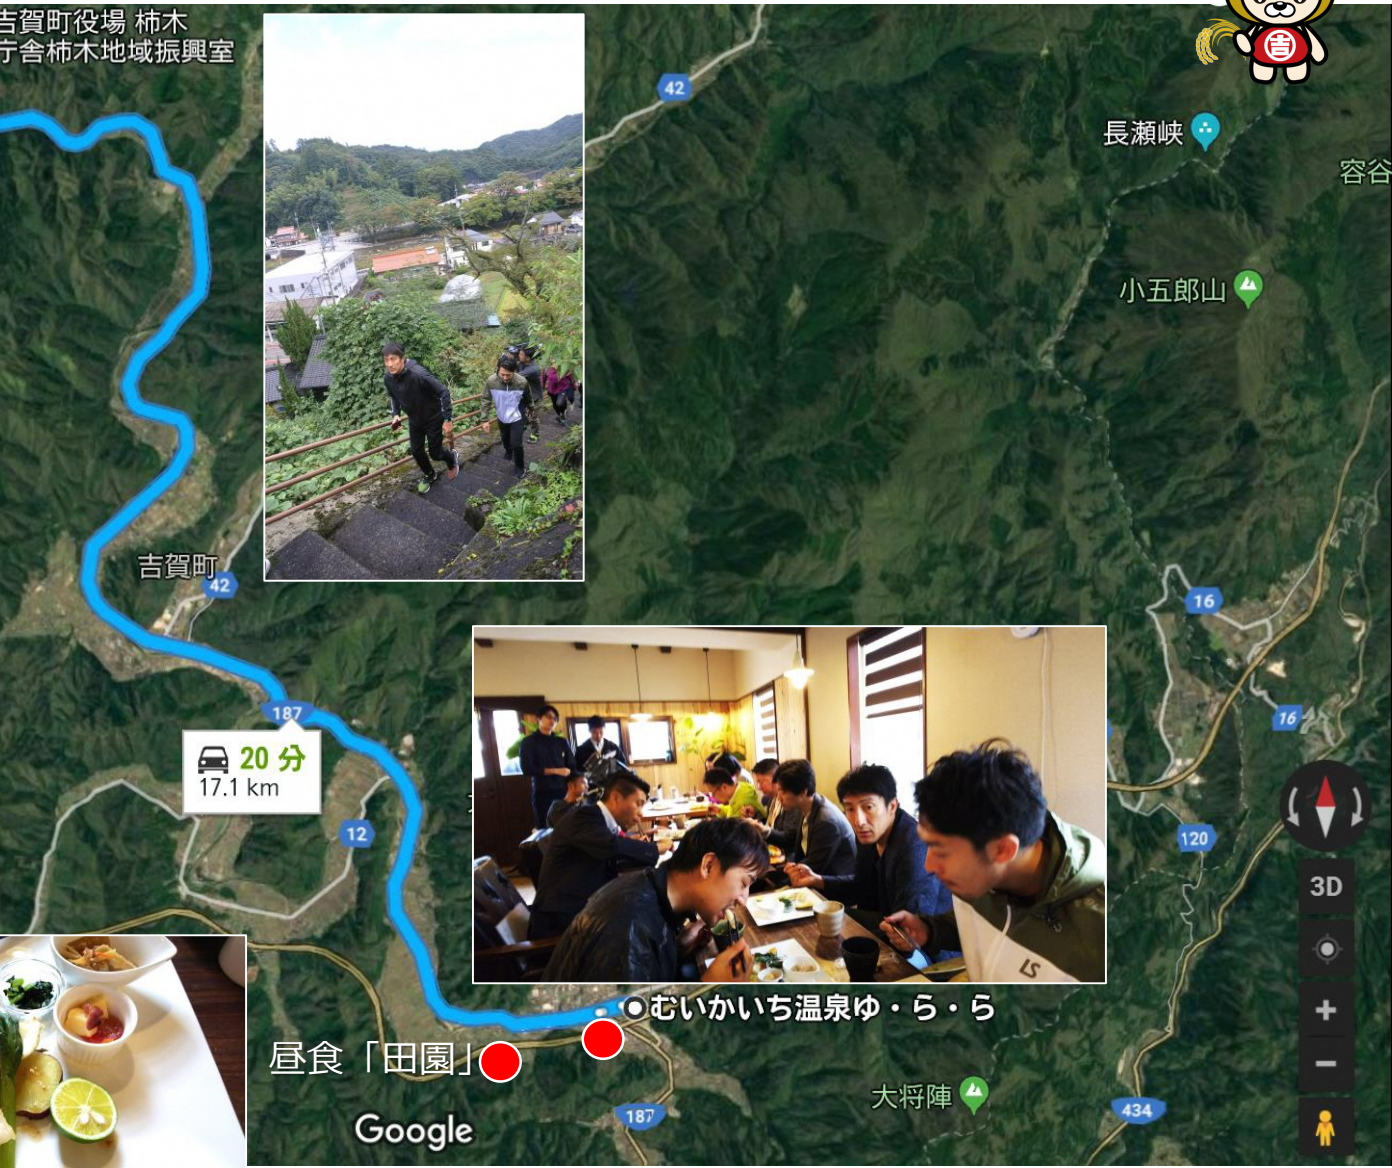 吉賀町役場 柿木
庁舎柿木地域振興室
吉
42
長瀬峡
容谷
小五郎山
吉賀町
42
16
187
16
20 分
17.1 km
12
120
3D
LS
むいかいち温泉ゆ・ら・ら
昼食「田園」
大将陣
187
434
Google